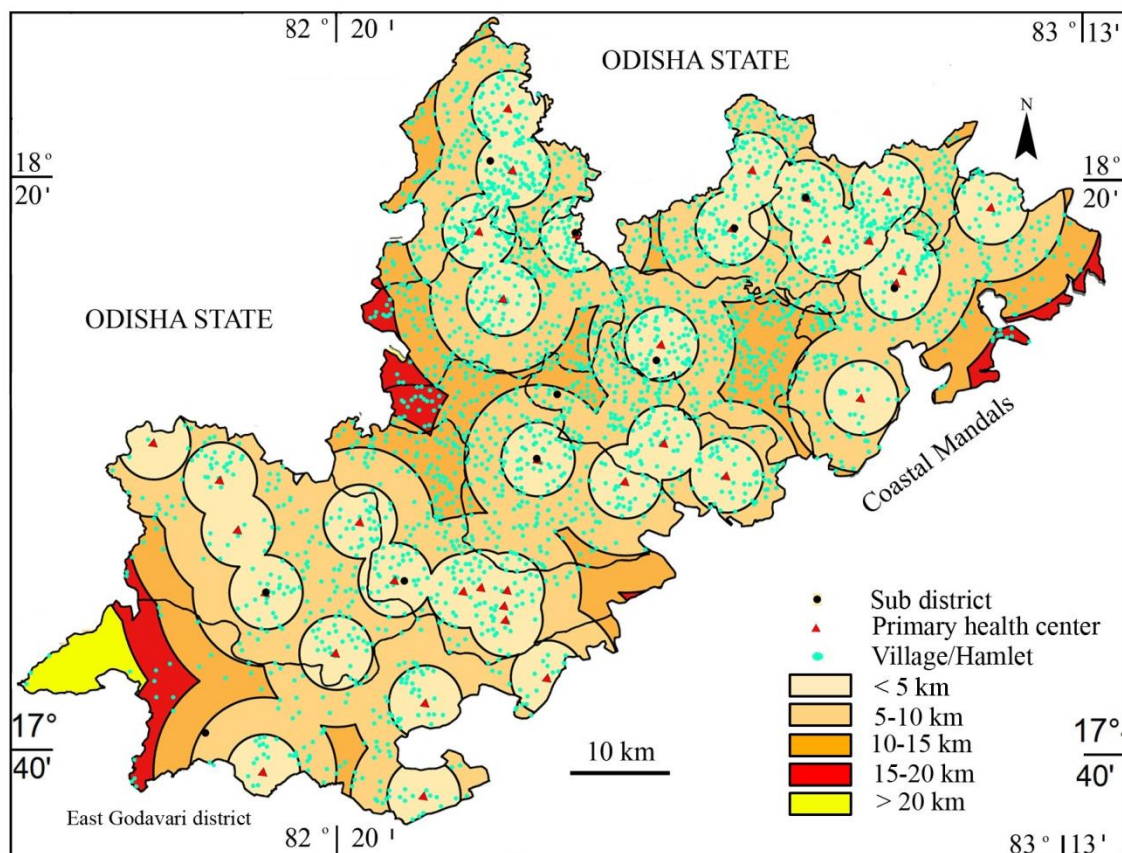 82 ° 20'
83 ° 13'
ODISHA STATE
ODISHA STATE
N
18 °
20'
18 °
20'
ODISHA STATE
Coastal Mandals
Sub district
Primary health center
Village/Hamlet
< 5 km
5-10 km
10-15 km
15-20 km
> 20 km
10 km
17°
40'
17°
40'
East Godavari district
82 ° 20'
83 ° 13'